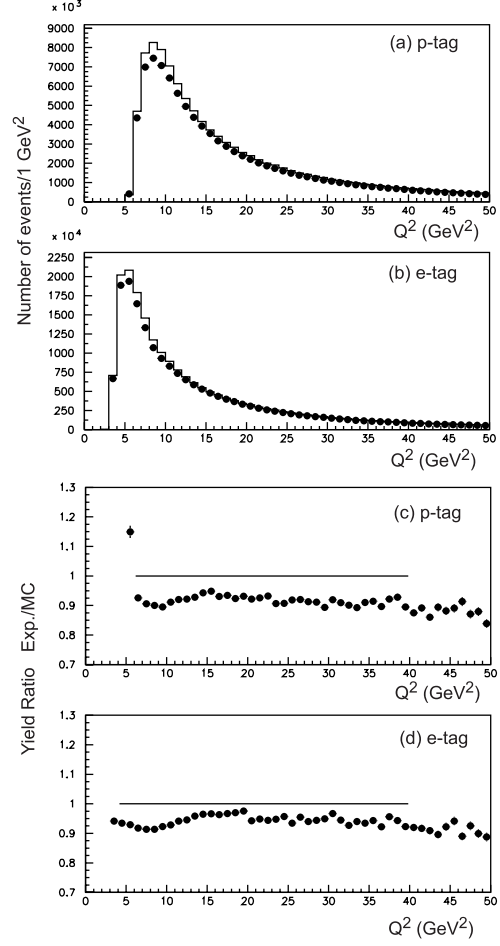 x 10³
9000
8000
7000
6000
5000
4000
3000
2000
1000
0
(a) p-tag
0 5 10 15 20 25 30 35 40 45 50
Q² (GeV²)
Number of events/1 GeV²
x 10⁴
2250
2000
1750
1500
1250
1000
750
500
250
0
(b) e-tag
0 5 10 15 20 25 30 35 40 45 50
Q² (GeV²)
1.3
1.2
1.1
1
0.9
0.8
0.7
(c) p-tag
0 5 10 15 20 25 30 35 40 45 50
Q² (GeV²)
Yield Ratio Exp./MC
1.3
1.2
1.1
1
0.9
0.8
0.7
(d) e-tag
0 5 10 15 20 25 30 35 40 45 50
Q² (GeV²)